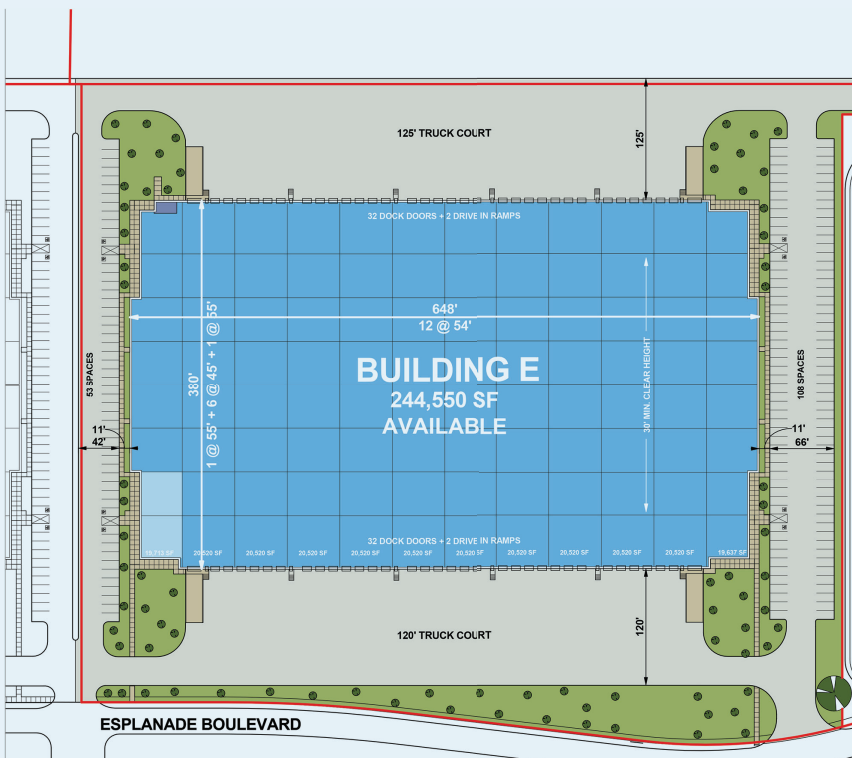 125' TRUCK COURT
125'
32 DOCK DOORS + 2 DRIVE IN RAMPS
648'
12 @ 54'
380'
1 @ 55' + 6 @ 45' + 1 @ 55'
30' MIN. CLEAR HEIGHT
53 SPACES
108 SPACES
BUILDING E
244,550 SF
AVAILABLE
11'
42'
11'
66'
32 DOCK DOORS + 2 DRIVE IN RAMPS
19,713 SF 20,520 SF 20,520 SF 20,520 SF 20,520 SF 20,520 SF 20,520 SF 20,520 SF 20,520 SF 20,520 SF 20,520 SF 19,637 SF
120' TRUCK COURT
120'
ESPLANADE BOULEVARD